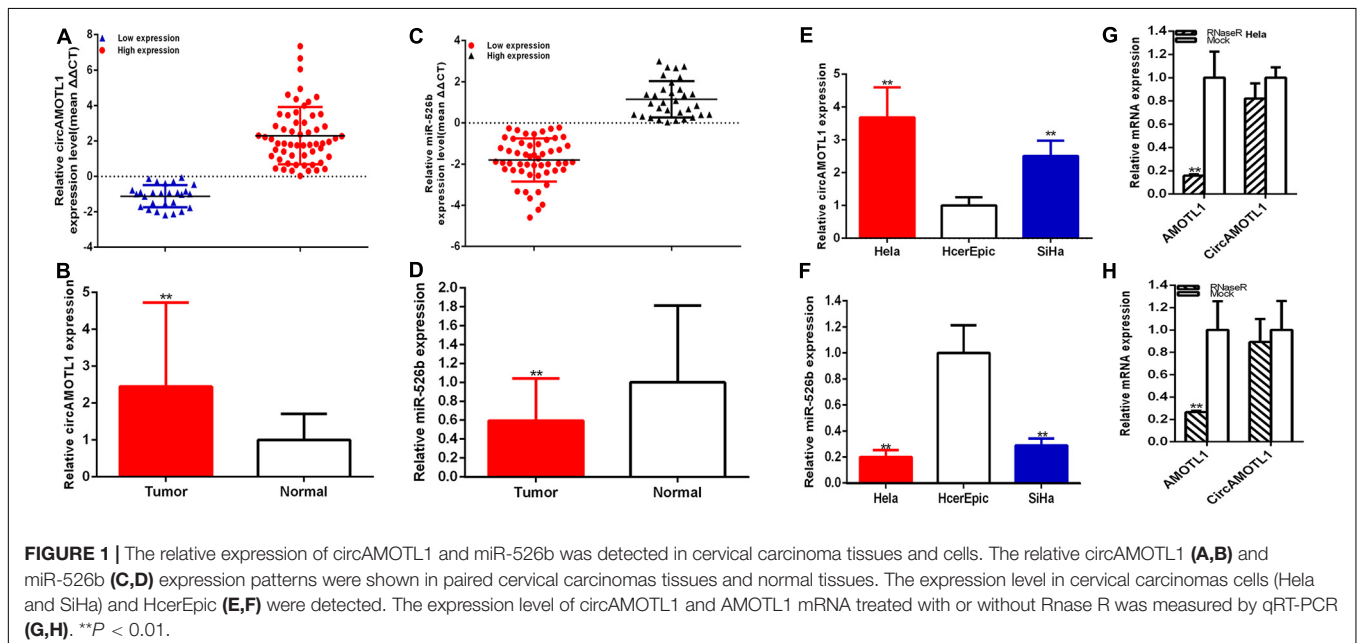 A
Relative circAMOTL1
expression level(mean ΔΔCT)
8
6
4
2
0
-2
-4
Low expression
High expression
B
Relative circAMOTL1 expression
5
4
3
2
1
0
**
Tumor
Normal
C
Relative miR-526b
expression level(mean ΔΔCT)
4
2
0
-2
-4
-6
Low expression
High expression
D
Relative miR-526b expression
2.0
1.8
1.6
1.4
1.2
1.0
0.8
0.6
0.4
0.2
0.0
**
Tumor
Normal
E
Relative circAMOTL1 expression
5
4
3
2
1
0
**
**
Hela
HcerEpic
SiHa
F
Relative miR-526b expression
1.4
1.2
1.0
0.8
0.6
0.4
0.2
0.0
**
**
Hela
HcerEpic
SiHa
G
RNaseR
Mock
Hela
Relative mRNA expression
1.4
1.2
1.0
0.8
0.6
0.4
0.2
0.0
**
AMOTL1
CircAMOTL1
H
RNaseR
Mock
Relative mRNA expression
1.4
1.2
1.0
0.8
0.6
0.4
0.2
0.0
**
AMOTL1
CircAMOTL1
FIGURE 1 | The relative expression of circAMOTL1 and miR-526b was detected in cervical carcinoma tissues and cells. The relative circAMOTL1 (A,B) and
miR-526b (C,D) expression patterns were shown in paired cervical carcinomas tissues and normal tissues. The expression level in cervical carcinomas cells (Hela
and SiHa) and HcerEpic (E,F) were detected. The expression level of circAMOTL1 and AMOTL1 mRNA treated with or without Rnase R was measured by qRT-PCR
(G,H). **P < 0.01.